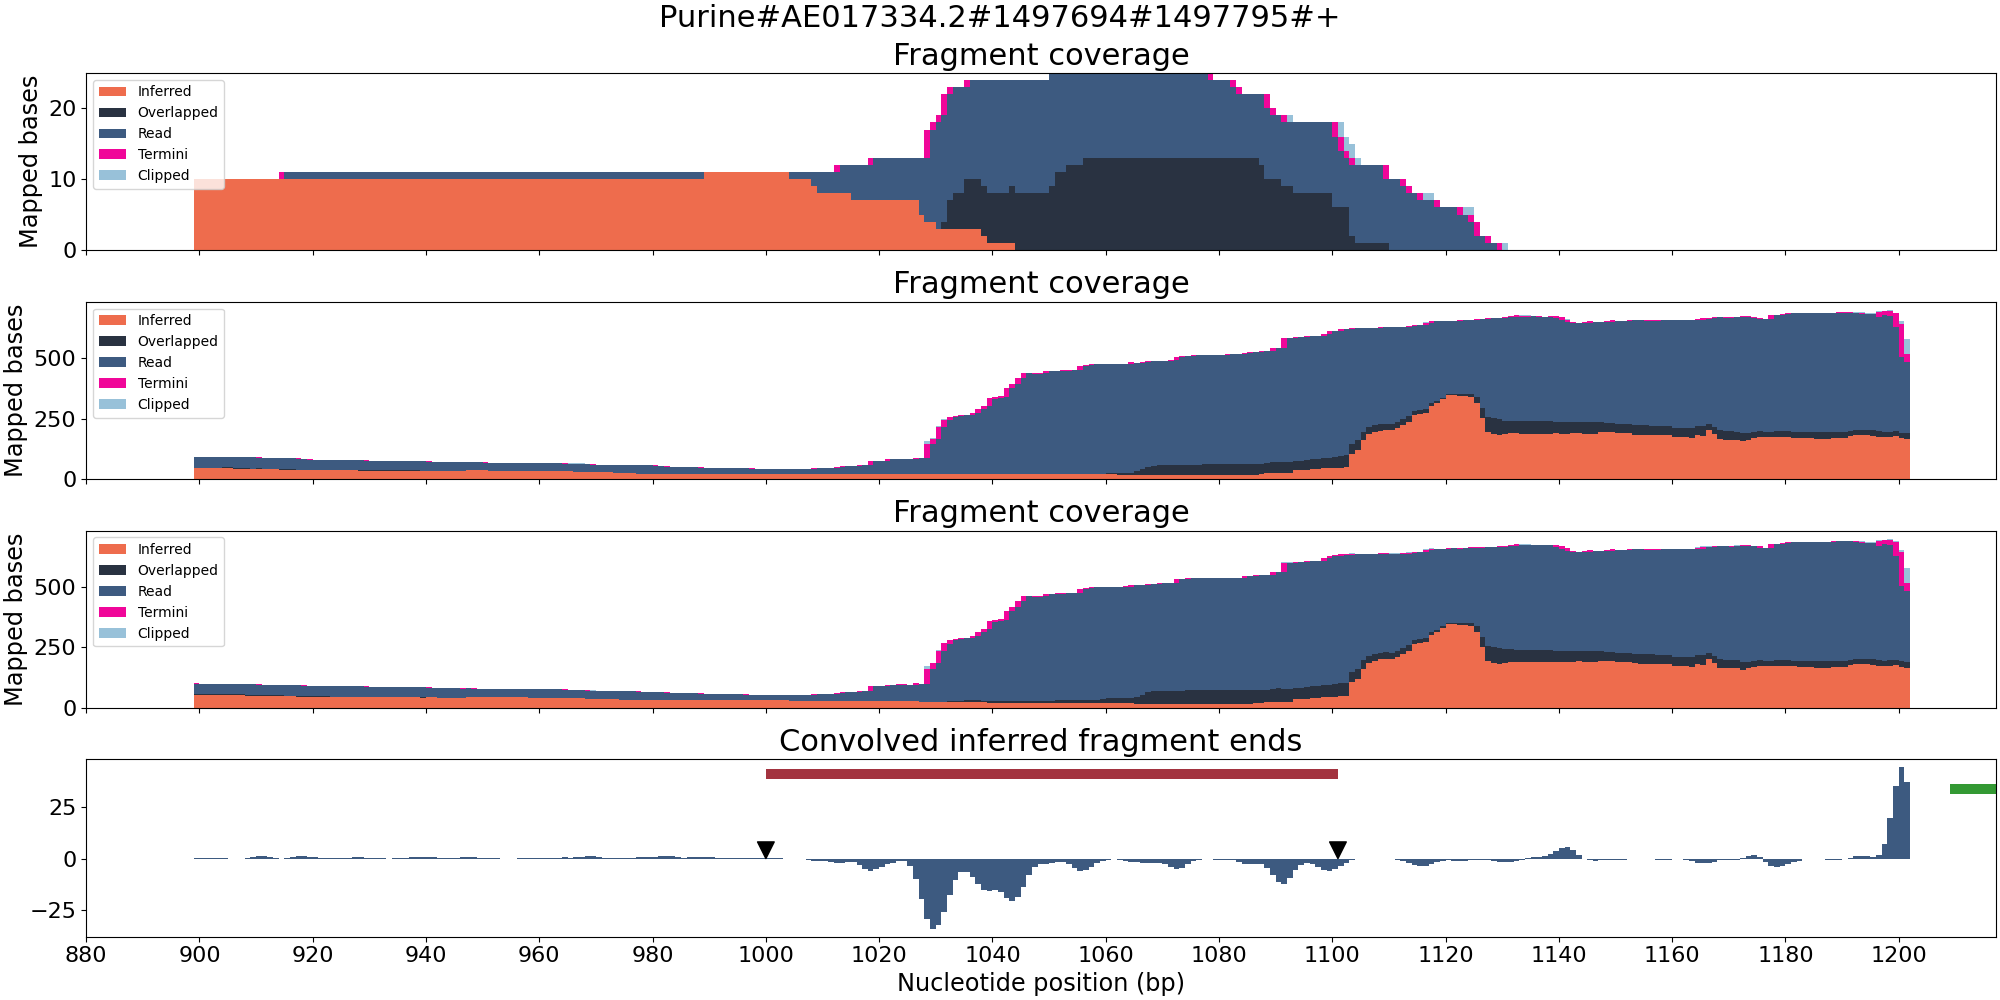 Purine#AE017334.2#1497694#1497795#+
Fragment coverage
Mapped bases
20
10
0
Inferred
Overlapped
Read
Termini
Clipped
Fragment coverage
Mapped bases
500
250
0
Inferred
Overlapped
Read
Termini
Clipped
Fragment coverage
Mapped bases
500
250
0
Inferred
Overlapped
Read
Termini
Clipped
Convolved inferred fragment ends
25
0
−25
880 900 920 940 960 980 1000 1020 1040 1060 1080 1100 1120 1140 1160 1180 1200
Nucleotide position (bp)